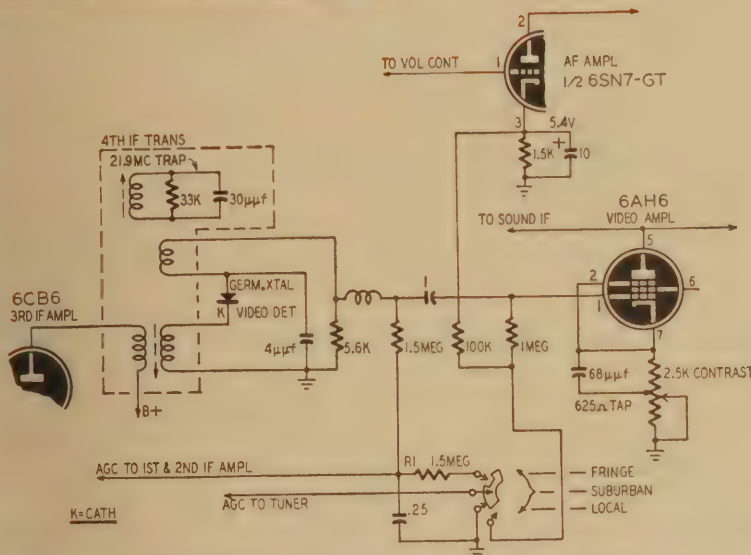 2
TO VOL CONT
1
AF AMPL
1/2 6SN7-GT
3
5.4V
+
1.5K
10
4TH IF TRANS
21.9MC TRAP
33K
30μμf
TO SOUND IF
6AH6
VIDEO AMPL
5
2
6
1
7
GERM.XTAL
K
VIDEO DET
6CB6
3RD IF AMPL
4μμf
5.6K
1
1.5MEG
100K
1MEG
68μμf
2.5K CONTRAST
625Ω TAP
B+
AGC TO 1ST & 2ND IF AMPL
R1 1.5MEG
FRINGE
SUBURBAN
LOCAL
AGC TO TUNER
.25
K=CATH